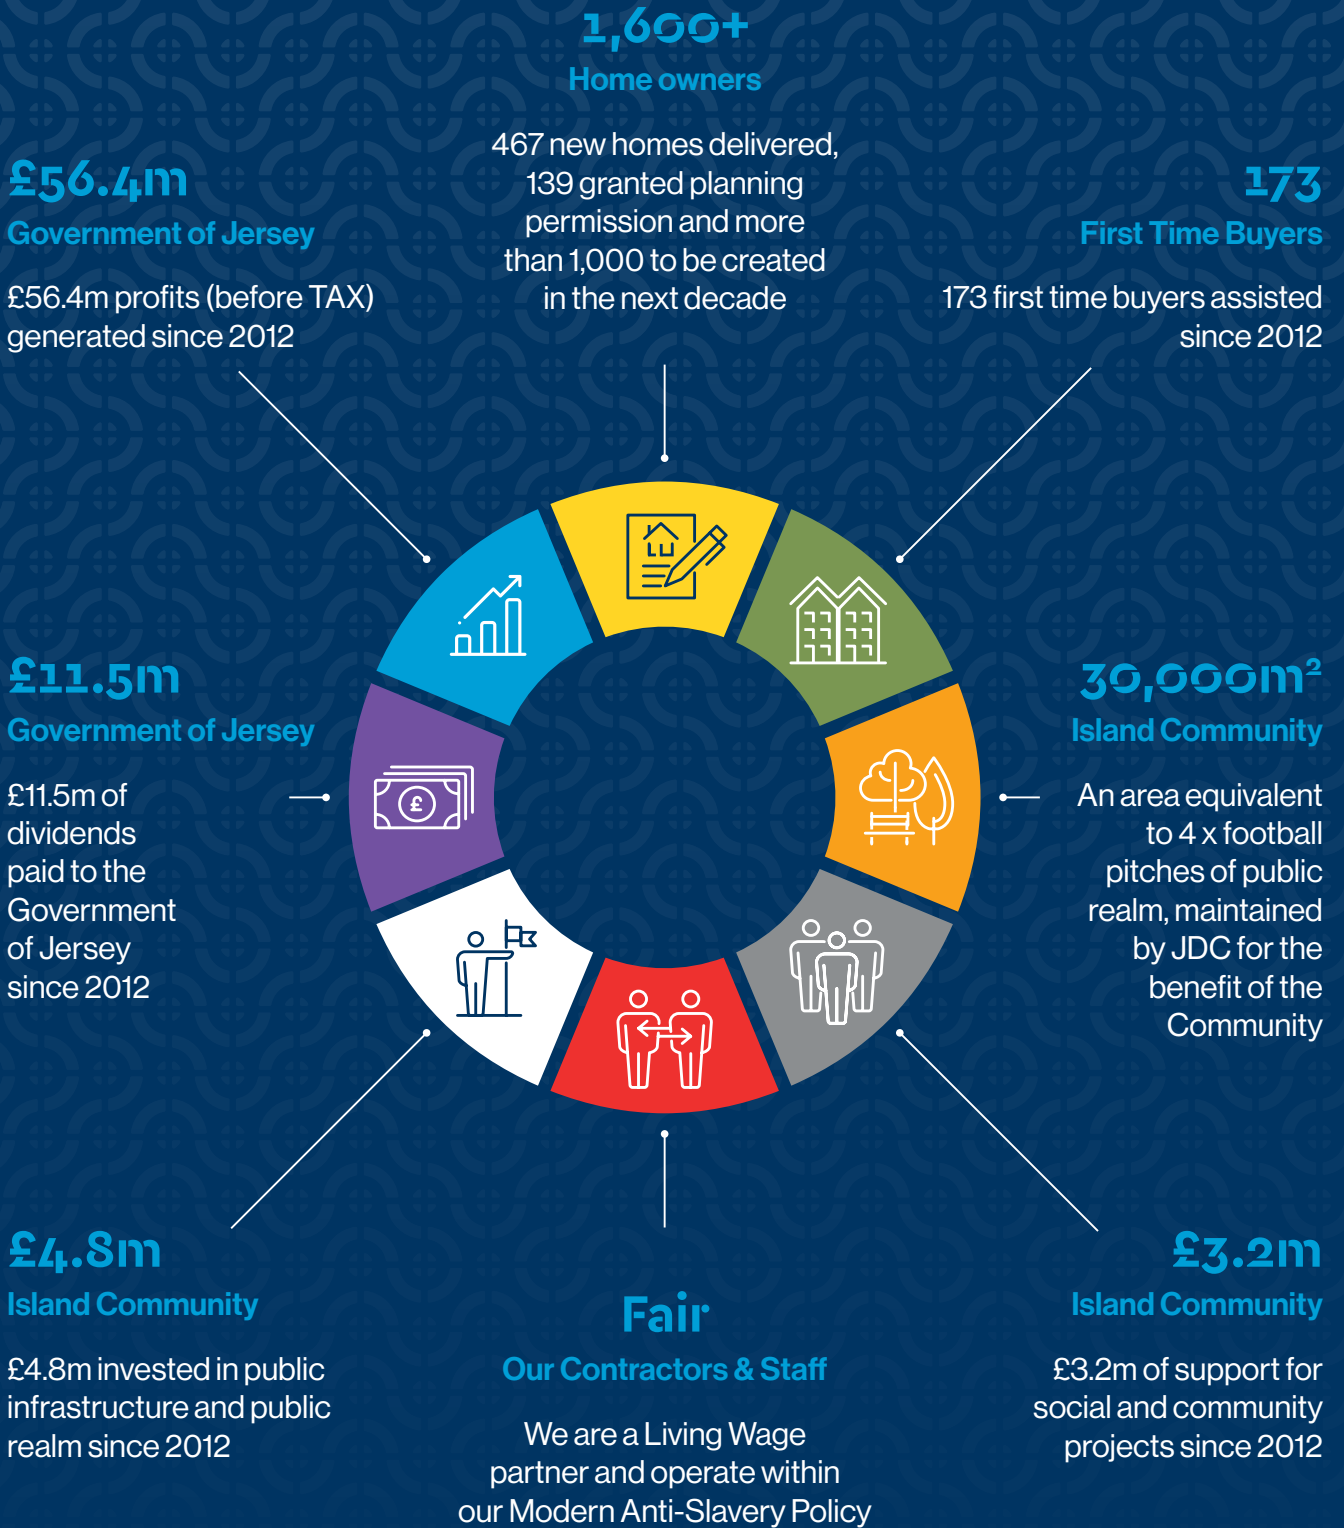 1,600+
Home owners
467 new homes delivered,
139 granted planning
permission and more
than 1,000 to be created
in the next decade
£56.4m
Government of Jersey
£56.4m profits (before TAX)
generated since 2012
173
First Time Buyers
173 first time buyers assisted
since 2012
£11.5m
Government of Jersey
£11.5m of
dividends
paid to the
Government
of Jersey
since 2012
£
30,000m²
Island Community
An area equivalent
to 4 x football
pitches of public
realm, maintained
by JDC for the
benefit of the
Community
£4.8m
Island Community
£4.8m invested in public
infrastructure and public
realm since 2012
Fair
Our Contractors & Staff
We are a Living Wage
partner and operate within
our Modern Anti-Slavery Policy
£3.2m
Island Community
£3.2m of support for
social and community
projects since 2012